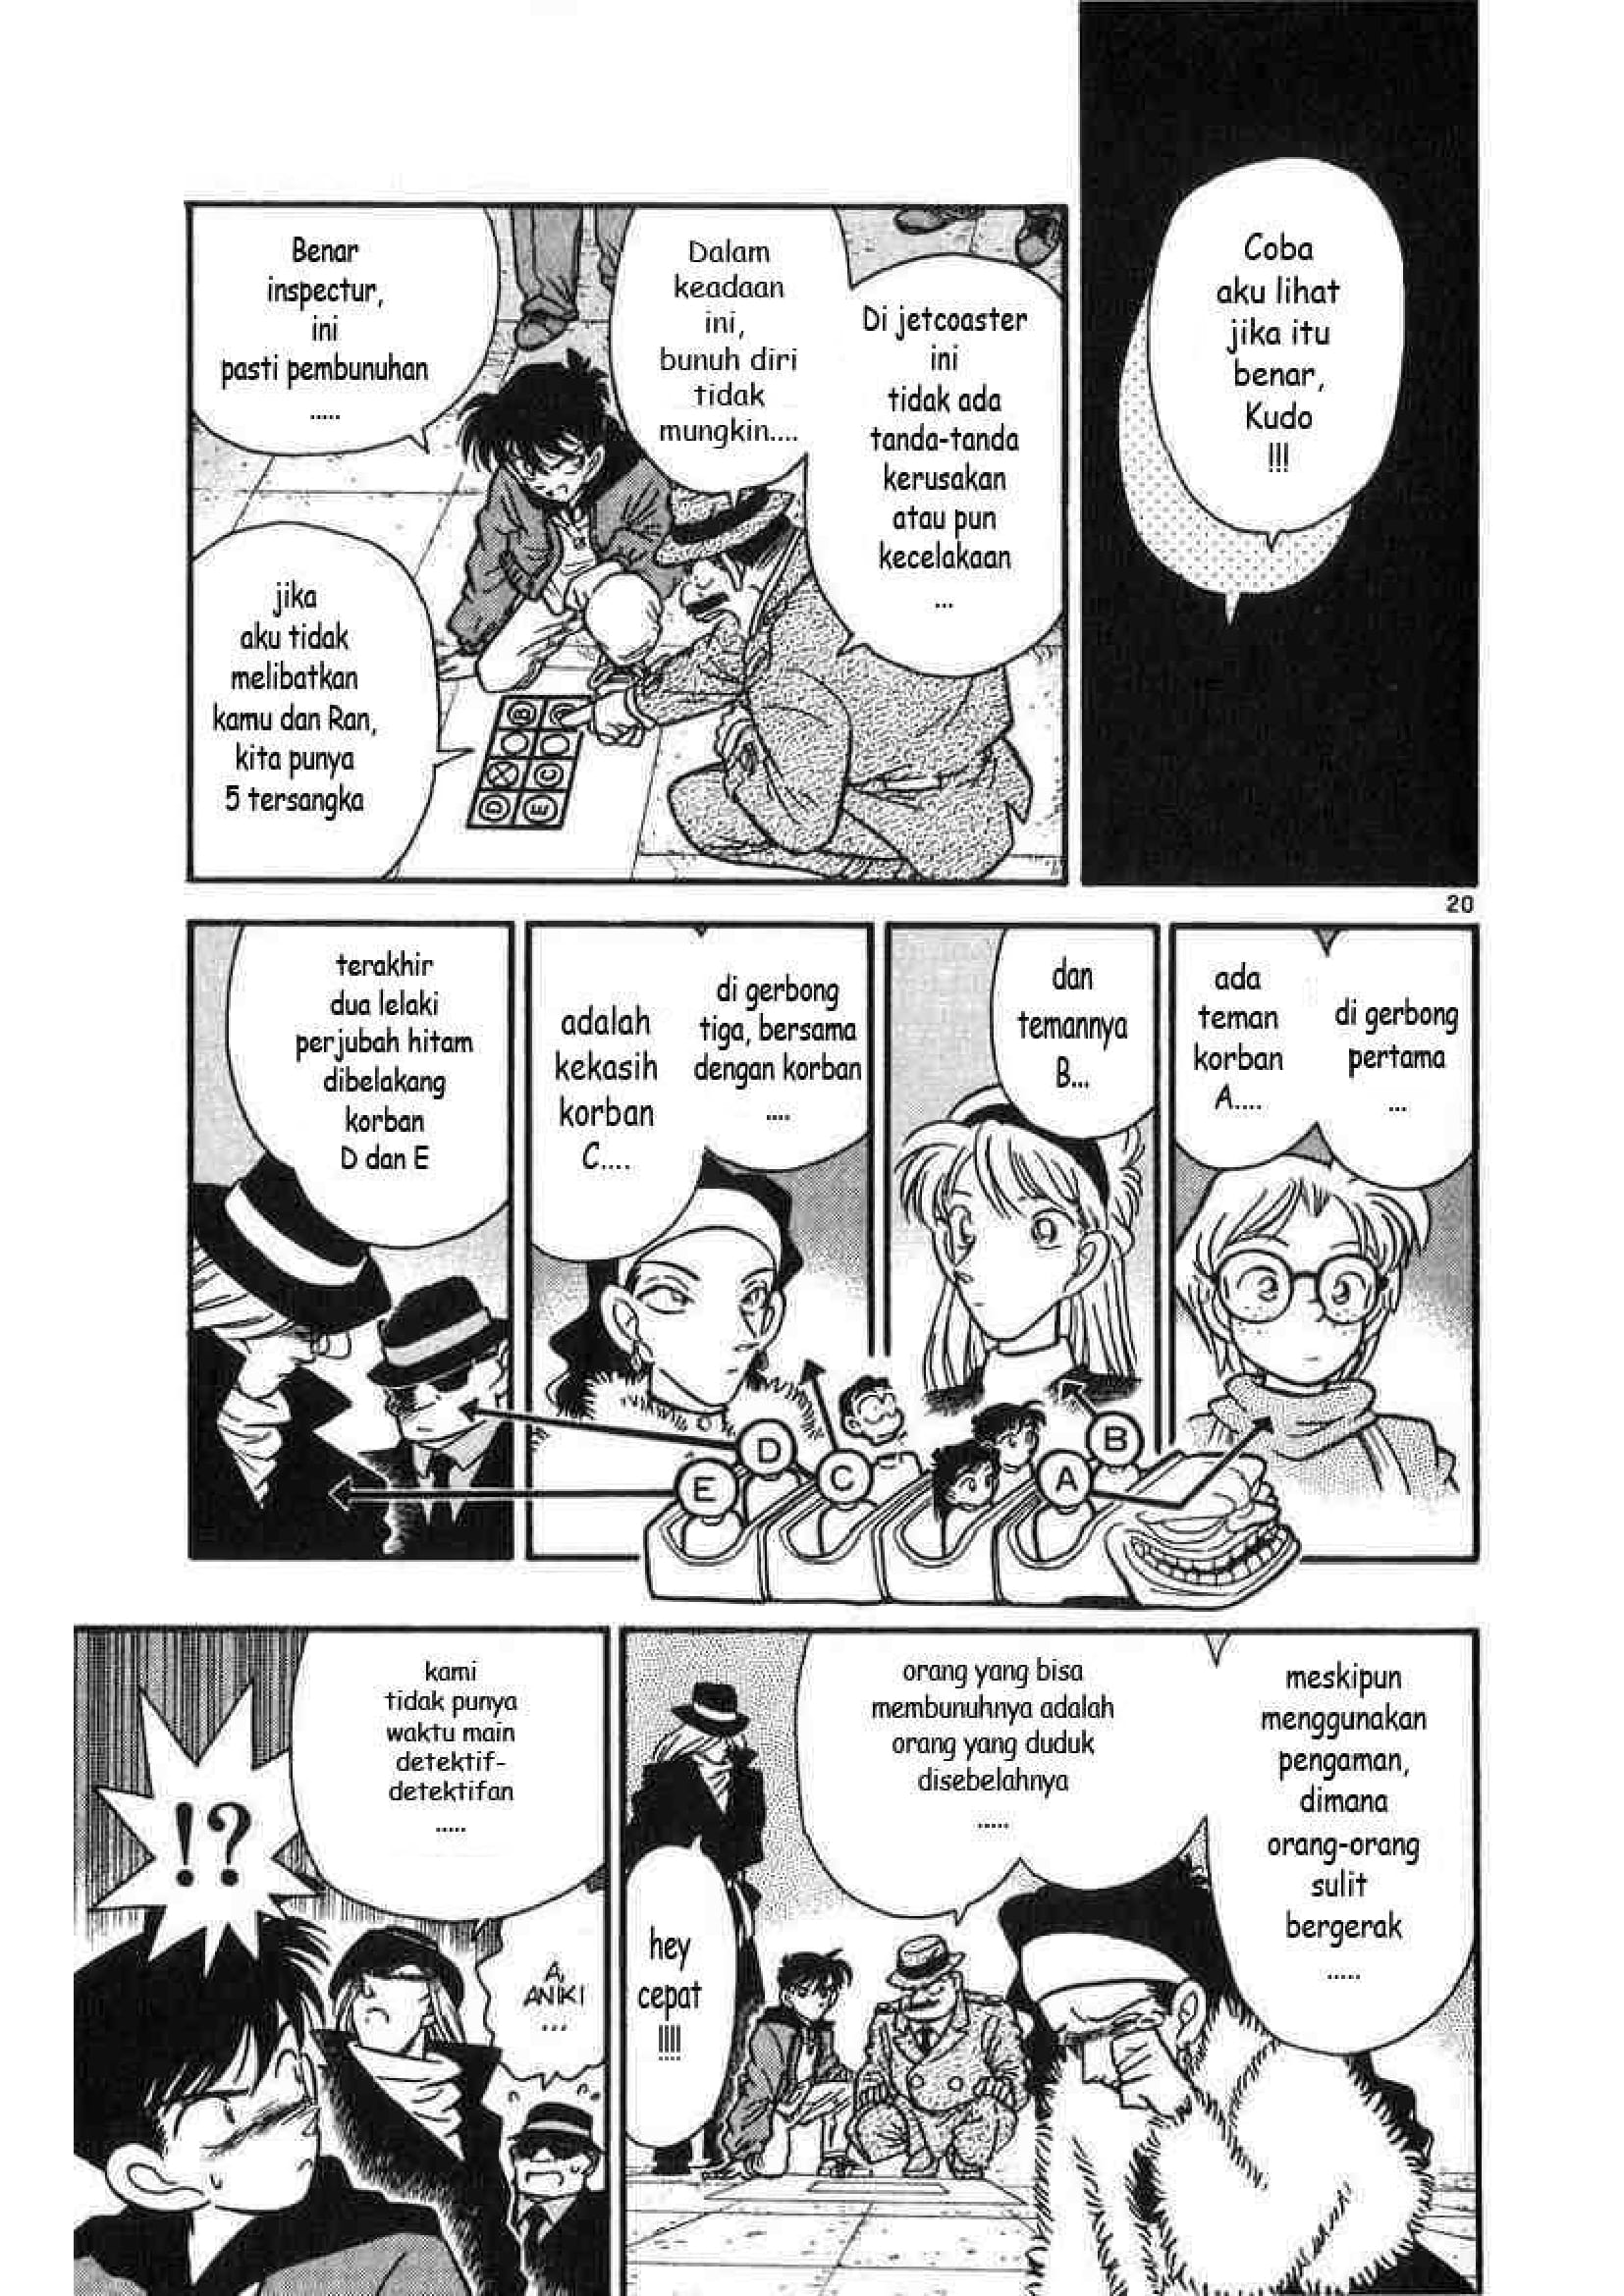 Coba
aku lihat
jika itu
benar,
Kudo
!!!
Di jetcoaster
ini
tidak ada
tanda-tanda
kerusakan
atau pun
kecelakaan
...
Dalam
keadaan
ini,
bunuh diri
tidak
mungkin....
Benar
inspectur,
ini
pasti pembunuhan
.....
jika
aku tidak
melibatkan
kamu dan Ran,
kita punya
5 tersangka
B
C
D
E
20
di gerbong
pertama
...
ada
teman
korban
A....
dan
temannya
B...
di gerbong
tiga, bersama
dengan korban
....
adalah
kekasih
korban
C....
terakhir
dua lelaki
perjubah hitam
dibelakang
korban
D dan E
B
A
C
D
E
meskipun
menggunakan
pengaman,
dimana
orang-orang
sulit
bergerak
.....
orang yang bisa
membunuhnya adalah
orang yang duduk
disebelahnya
.....
hey
cepat
!!!!
kami
tidak punya
waktu main
detektif-
detektifan
.....
A,
ANIKI
...
!?